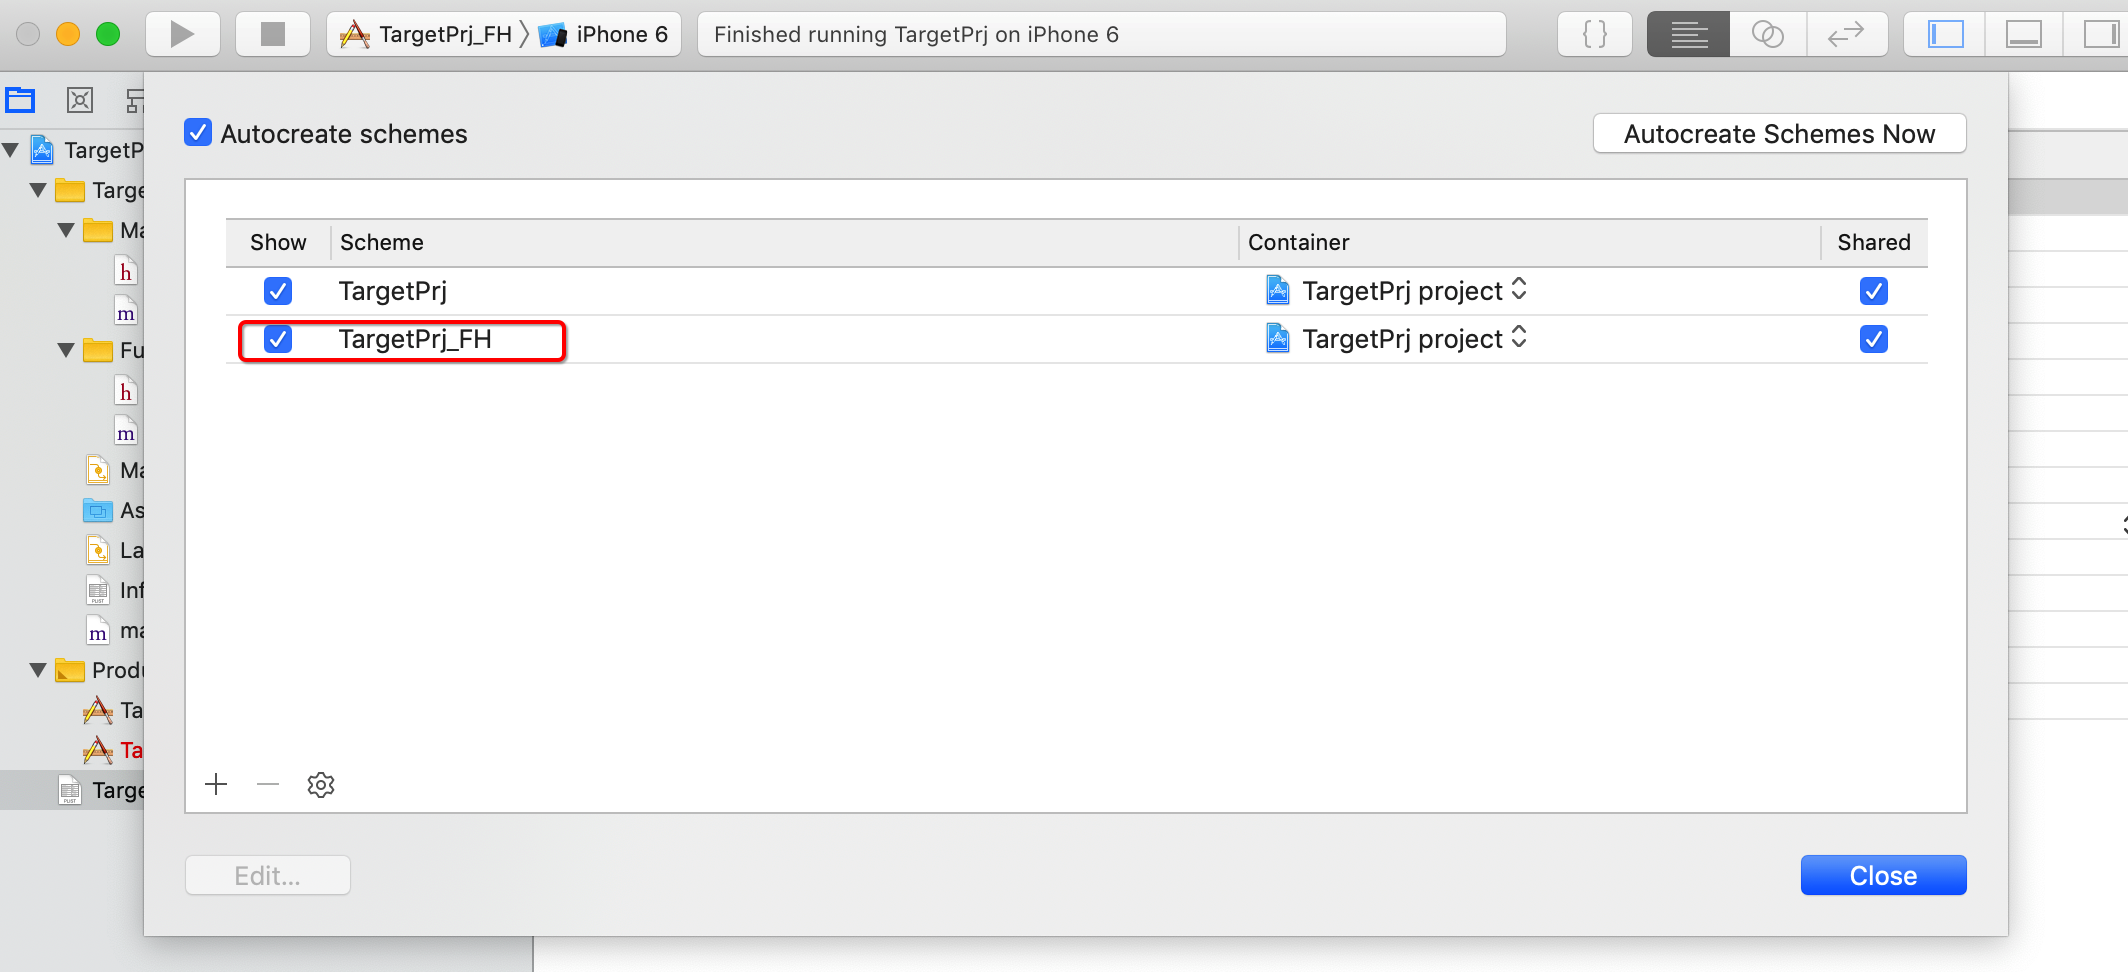 TargetPrj_FH iPhone 6 Finished running TargetPrj on iPhone 6
Autocreate schemes Autocreate Schemes Now
Show Scheme Container Shared
TargetPrj TargetPrj project
TargetPrj_FH TargetPrj project
Edit... Close
TargetP
Targe
Ma
h
m
Fu
h
m
Ma
As
La
Inf
m ma
Produ
Ta
Ta
Targe